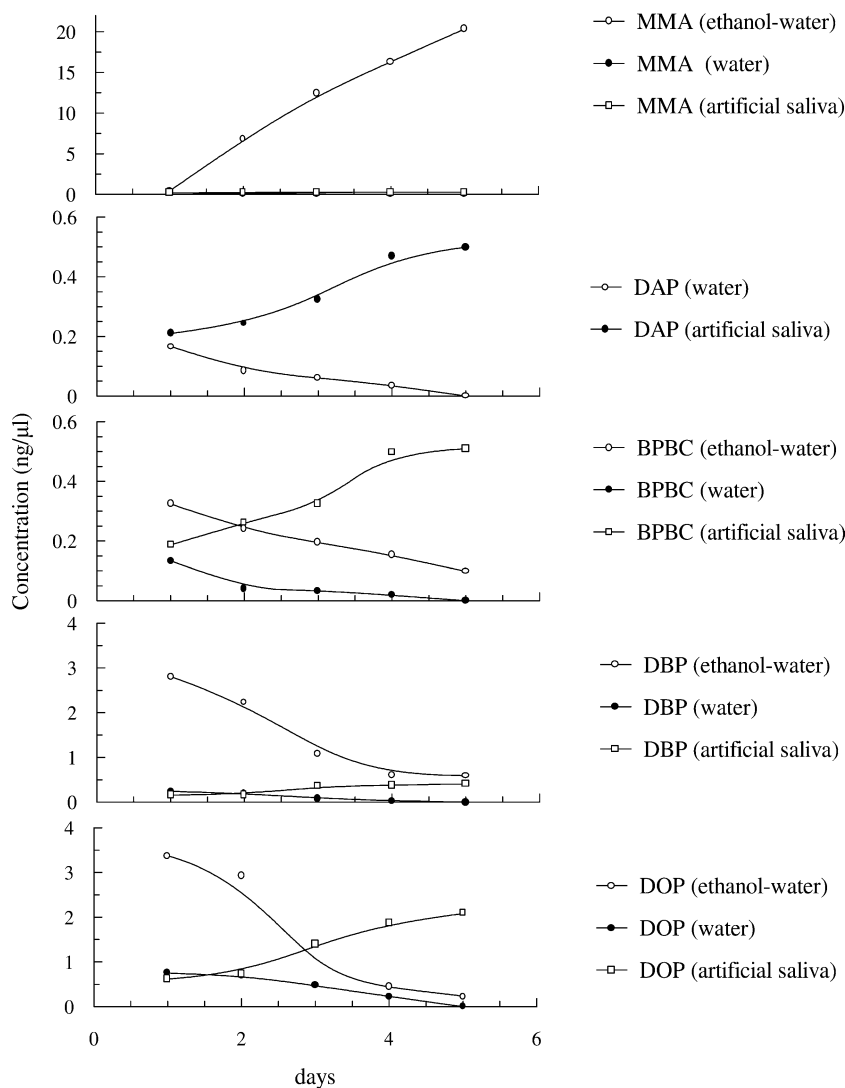 20
15
10
5
0
MMA (ethanol-water)
MMA (water)
MMA (artificial saliva)
0.6
0.4
0.2
0
DAP (water)
DAP (artificial saliva)
Concentration (ng/μl)
0.6
0.4
0.2
0
BPBC (ethanol-water)
BPBC (water)
BPBC (artificial saliva)
4
3
2
1
0
DBP (ethanol-water)
DBP (water)
DBP (artificial saliva)
4
3
2
1
0
DOP (ethanol-water)
DOP (water)
DOP (artificial saliva)
0 2 4 6
days